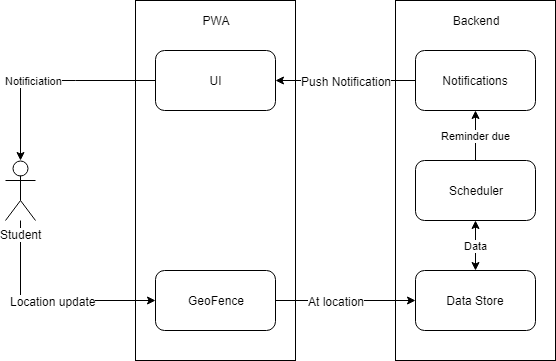 PWA
Backend
Notificiation
UI
Push Notification
Notifications
Reminder due
Scheduler
Student
Data
Location update
GeoFence
At location
Data Store